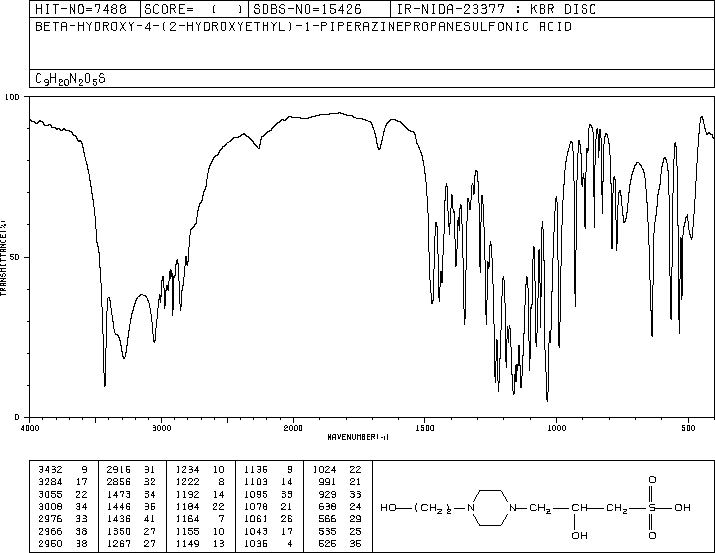 HIT-NO=7488 SCORE= ( ) SDBS-NO=15426 IR-NIDA-23377 : KBR DISC
BETA-HYDROXY-4-(2-HYDROXYETHYL)-1-PIPERAZINEPROPANESULFONIC ACID
C9H20N2O5S
100
50
0
TRANSMITTANCE(%)
4000 3000 2000 1500 1000 500
WAVENUMBER(-1)
3432 9 2916 31 1234 10 1136 9 1024 22
3284 17 2856 32 1222 8 1103 14 991 21
3055 22 1473 34 1192 14 1095 39 929 33
3008 34 1446 35 1184 22 1078 21 638 24
2976 33 1436 41 1164 7 1061 26 566 29
2966 38 1350 27 1155 10 1043 17 535 25
2950 38 1267 27 1149 13 1036 4 526 35
HO-(CH2)2-N N-CH2-CH-CH2-S-OH
O
O
OH